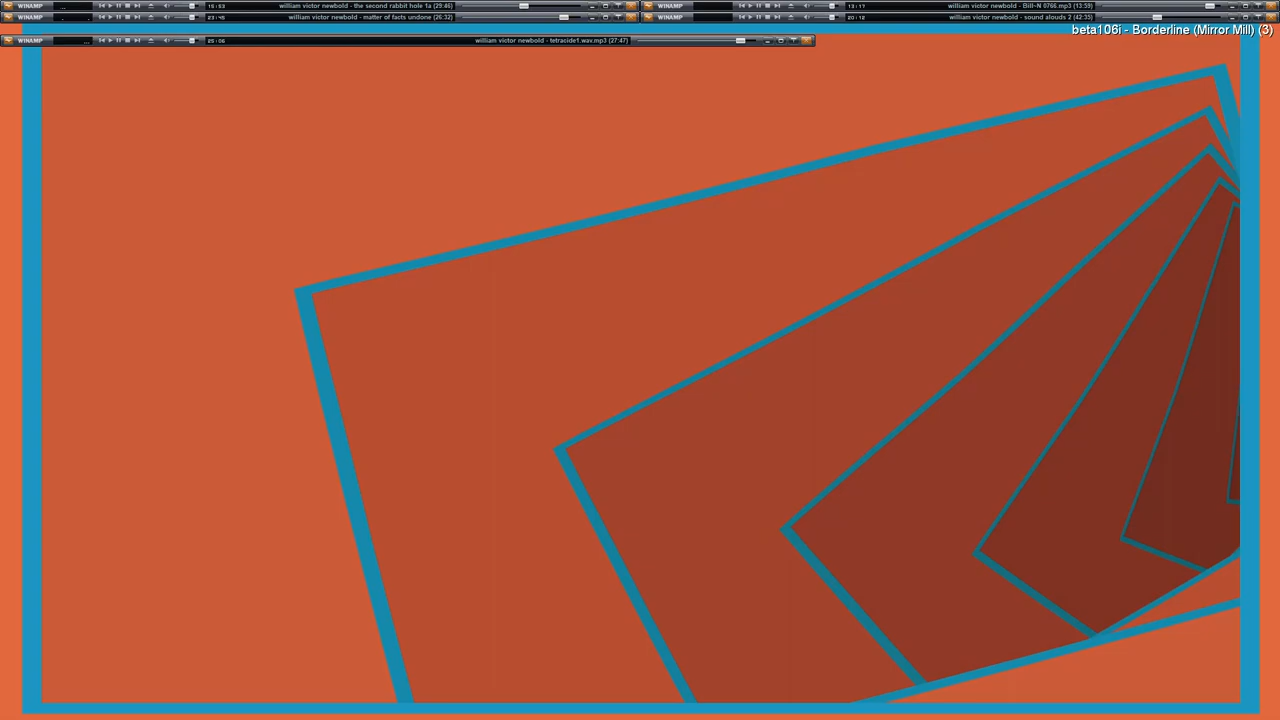 WINAMP ... 15:53 william victor newbold - the second rabbit hole 1a (29:46)
WINAMP 13:17 william victor newbold - Bill-N 0766.mp3 (13:59)
WINAMP 23:45 william victor newbold - matter of facts undone (26:32)
WINAMP 20:12 william victor newbold - sound alouds 2 (42:35)
beta106i - Borderline (Mirror Mill) (3)
WINAMP ... 25:06 william victor newbold - tetracide1.wav.mp3 (27:47)